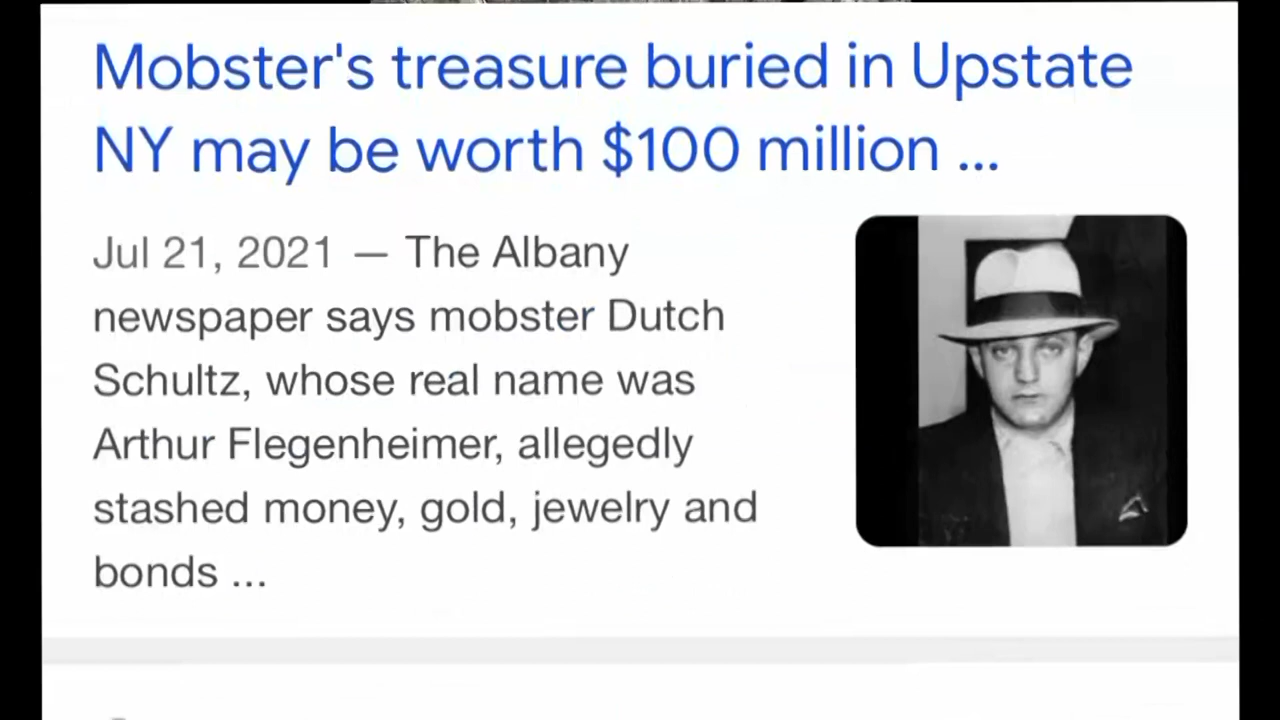 Mobster's treasure buried in Upstate
NY may be worth $100 million ...
Jul 21, 2021 — The Albany
newspaper says mobster Dutch
Schultz, whose real name was
Arthur Flegenheimer, allegedly
stashed money, gold, jewelry and
bonds ...